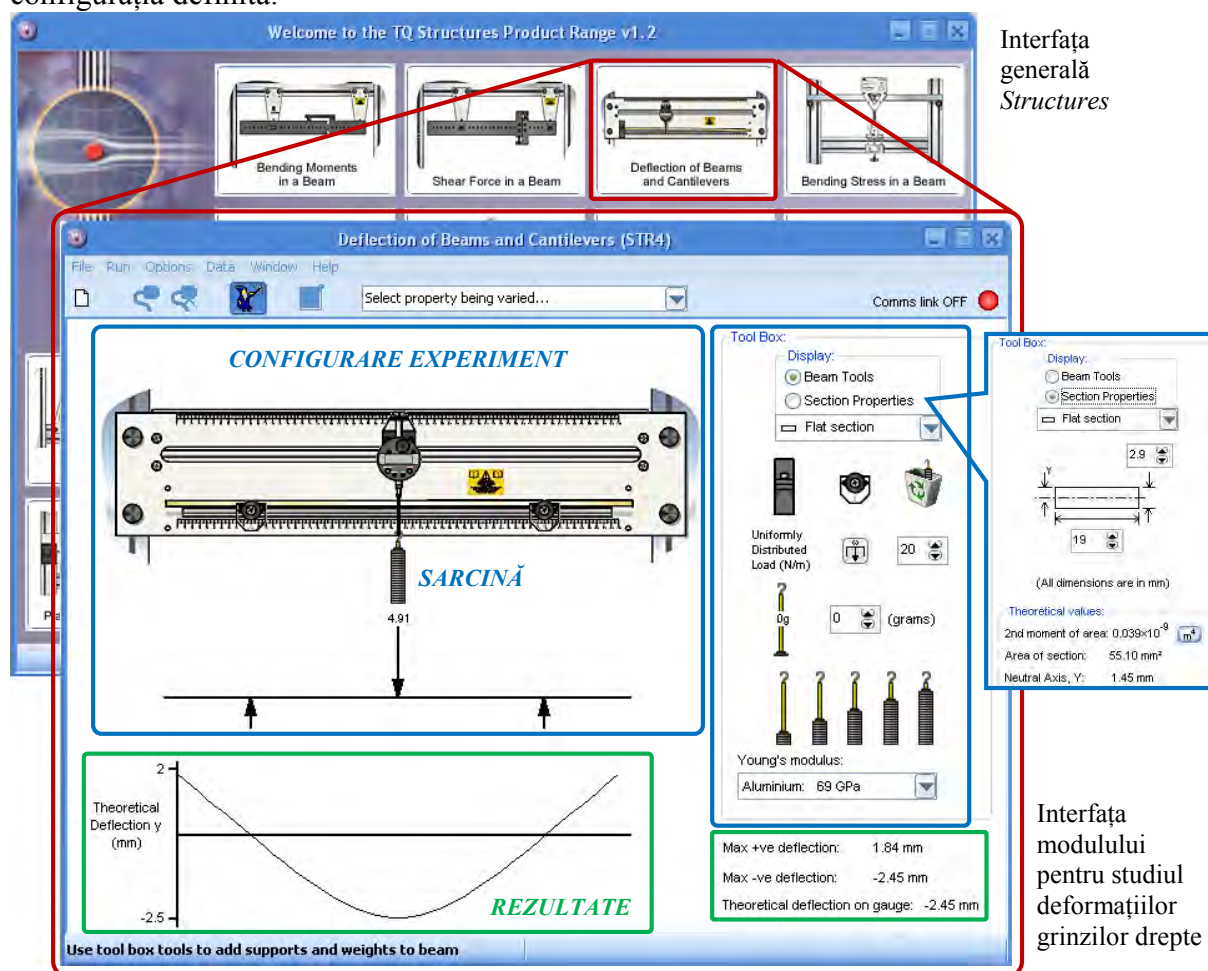 configurația definită.
Welcome to the TQ Structures Product Range v1.2
Interfața
generală
Structures
Bending Moments
in a Beam
Shear Force in a Beam
Deflection of Beams
and Cantilevers
Bending Stress in a Beam
Deflection of Beams and Cantilevers (STR4)
File Run Options Data Window Help
Select property being varied...
Comms link OFF
CONFIGURARE EXPERIMENT
SARCINĂ
4.91
Tool Box:
Display:
Beam Tools
Section Properties
Flat section
Uniformly
Distributed
Load (N/m)
20
0g
0 (grams)
Young's modulus:
Aluminium: 69 GPa
Tool Box:
Display:
Beam Tools
Section Properties
Flat section
2.9
Y
19
(All dimensions are in mm)
Theoretical values:
2nd moment of area: 0.039×10⁻⁹ m⁴
Area of section: 55.10 mm²
Neutral Axis, Y: 1.45 mm
Pla
2
Theoretical
Deflection y
(mm)
-2.5
REZULTATE
Max +ve deflection: 1.84 mm
Max -ve deflection: -2.45 mm
Theoretical deflection on gauge: -2.45 mm
Use tool box tools to add supports and weights to beam
Interfața
modulului
pentru studiul
deformațiilor
grinzilor drepte